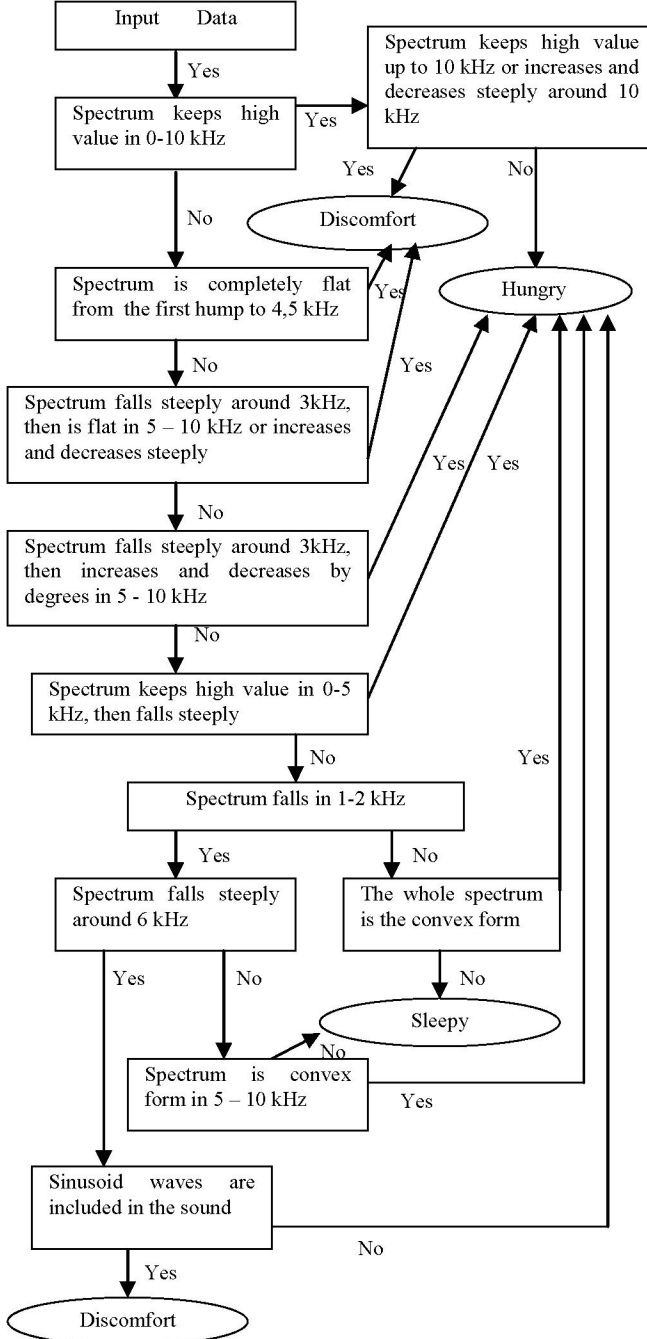 Input Data
Yes
Spectrum keeps high
value in 0-10 kHz
Yes
Spectrum keeps high value
up to 10 kHz or increases and
decreases steeply around 10
kHz
Yes
No
No
Discomfort
Spectrum is completely flat
from the first hump to 4,5 kHz
Yes
Hungry
No
Yes
Spectrum falls steeply around 3kHz,
then is flat in 5 – 10 kHz or increases
and decreases steeply
Yes
Yes
No
Spectrum falls steeply around 3kHz,
then increases and decreases by
degrees in 5 - 10 kHz
No
Spectrum keeps high value in 0-5
kHz, then falls steeply
No
Yes
Spectrum falls in 1-2 kHz
Yes
No
Spectrum falls steeply
around 6 kHz
The whole spectrum
is the convex form
Yes
No
No
Sleepy
No
Spectrum is convex
form in 5 – 10 kHz
Yes
Sinusoid waves are
included in the sound
No
Yes
Discomfort